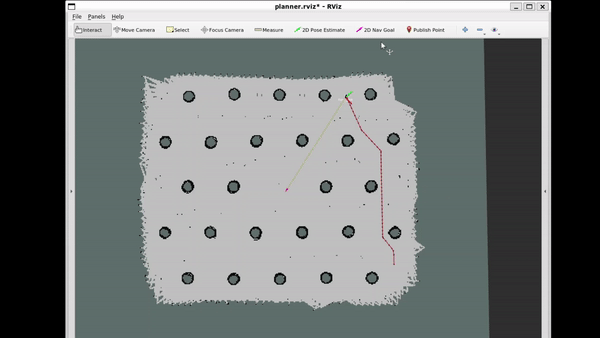 planner.rviz* - RViz
File Panels Help
Interact Move Camera Select Focus Camera Measure 2D Pose Estimate 2D Nav Goal Publish Point